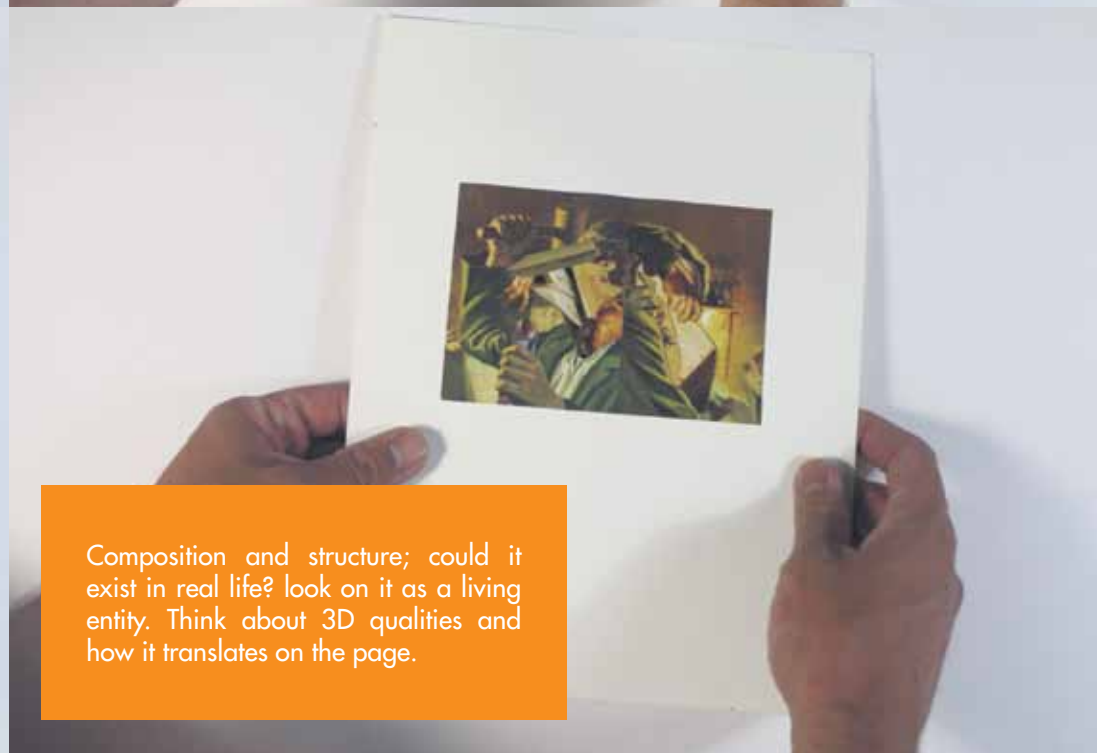 Composition and structure; could it
exist in real life? look on it as a living
entity. Think about 3D qualities and
how it translates on the page.